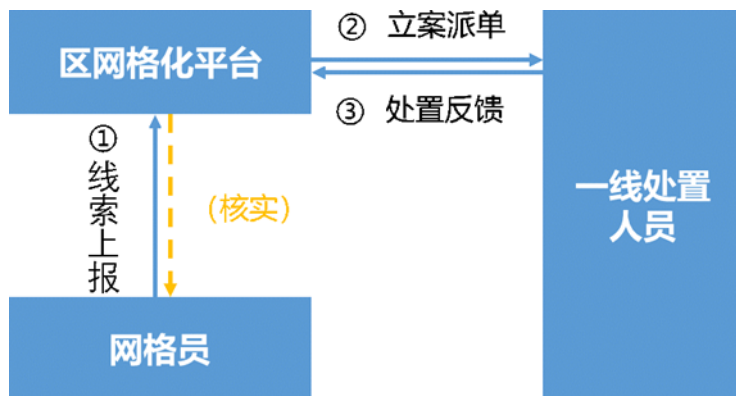 ② 立案派单
区网格化平台
③ 处置反馈
①
线
索
上
报
(核实)
一线处置
人员
网格员